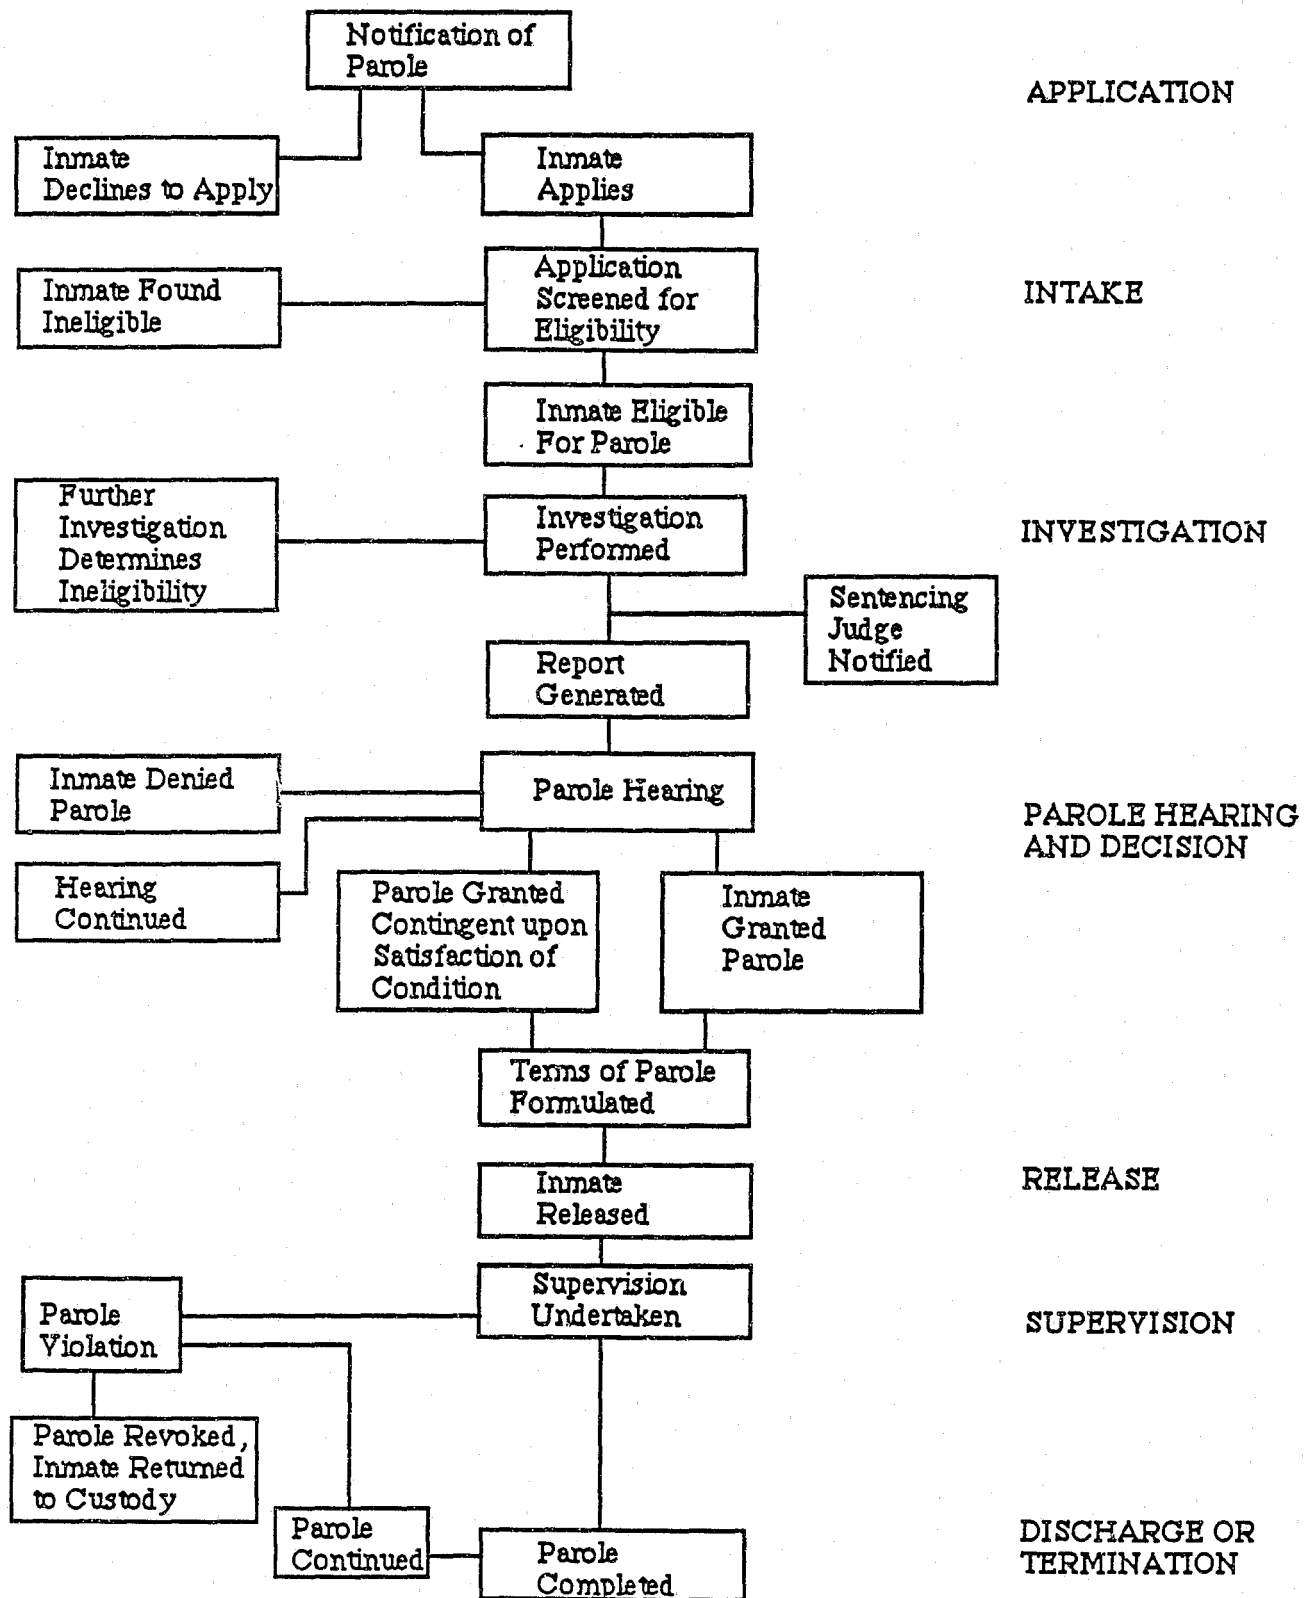 Notification of
Parole
APPLICATION
Inmate
Declines to Apply
Inmate
Applies
Inmate Found
Ineligible
Application
Screened for
Eligibility
INTAKE
Inmate Eligible
For Parole
Further
Investigation
Determines
Ineligibility
Investigation
Performed
INVESTIGATION
Sentencing
Judge
Notified
Report
Generated
Inmate Denied
Parole
Parole Hearing
PAROLE HEARING
AND DECISION
Hearing
Continued
Parole Granted
Contingent upon
Satisfaction of
Condition
Inmate
Granted
Parole
Terms of Parole
Formulated
Inmate
Released
RELEASE
Supervision
Undertaken
Parole
Violation
SUPERVISION
Parole Revoked,
Inmate Returned
to Custody
Parole
Continued
Parole
Completed
DISCHARGE OR
TERMINATION